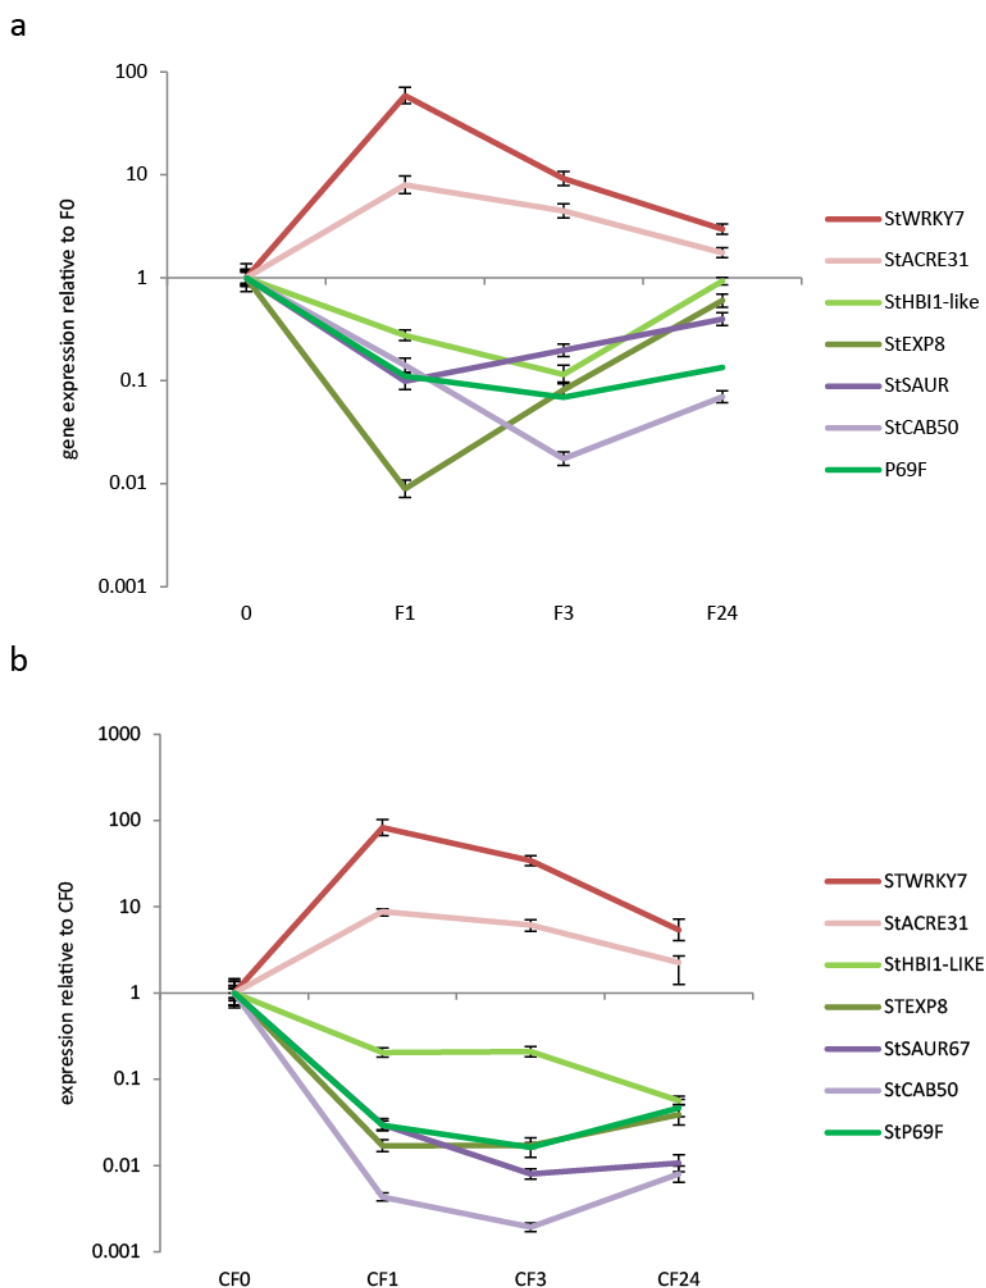 a
gene expression relative to F0
100
10
1
0.1
0.01
0.001
0 F1 F3 F24
StWRKY7
StACRE31
StHBI1-like
StEXP8
StSAUR
StCAB50
P69F
b
expression relative to CF0
1000
100
10
1
0.1
0.01
0.001
CF0 CF1 CF3 CF24
STWRKY7
StACRE31
StHBI1-LIKE
STEXP8
StSAUR67
StCAB50
StP69F